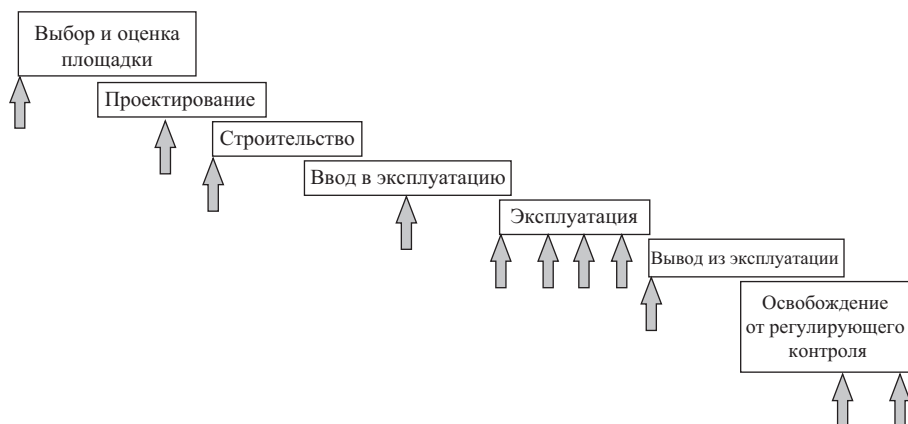 Выбор и оценка
площадки
Проектирование
Строительство
Ввод в эксплуатацию
Эксплуатация
Вывод из эксплуатации
Освобождение
от регулирующего
контроля